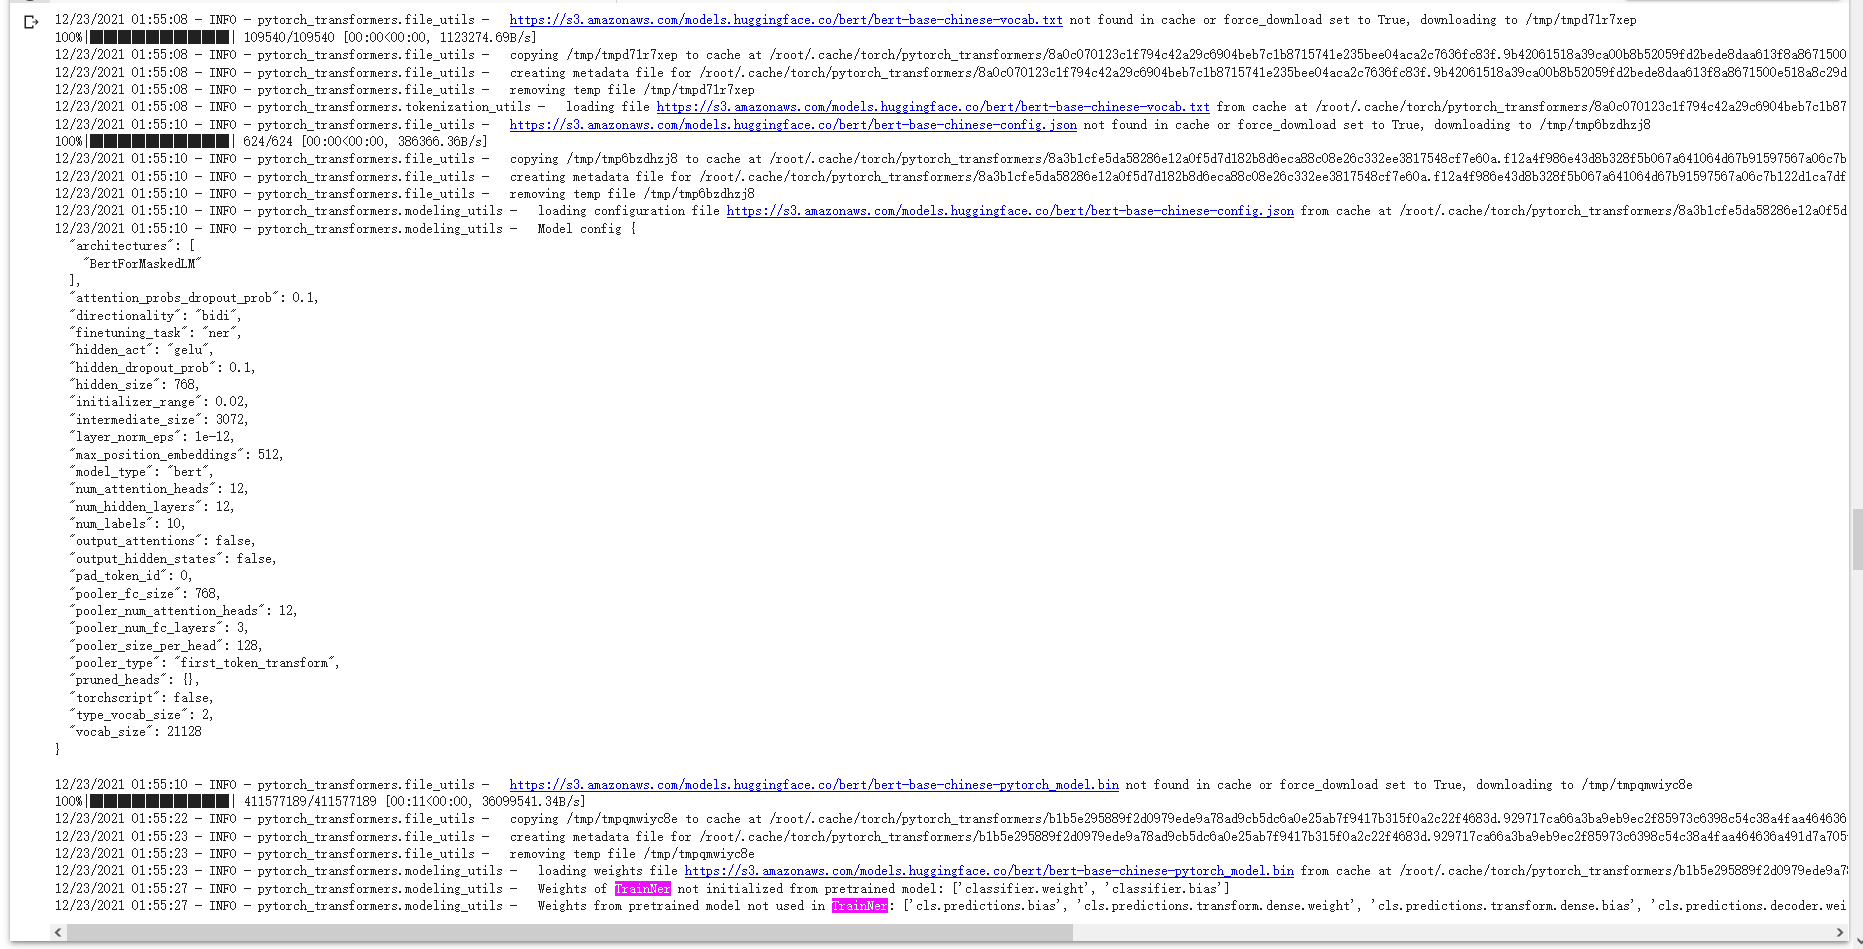 12/23/2021 01:55:08 - INFO - pytorch_transformers.file_utils - https://s3.amazonaws.com/models.huggingface.co/bert/bert-base-chinese-vocab.txt not found in cache or force_download set to True, downloading to /tmp/tmpd71r7xep
100%|██████████| 109540/109540 [00:00<00:00, 1123274.69B/s]
12/23/2021 01:55:08 - INFO - pytorch_transformers.file_utils - copying /tmp/tmpd71r7xep to cache at /root/.cache/torch/pytorch_transformers/8a0c070123c1f794c42a29c6904beb7c1b8715741e235bee04aca2c7636fc83f.9b42061518a39ca00b8b52059fd2bede8daa613f8a8671500
12/23/2021 01:55:08 - INFO - pytorch_transformers.file_utils - creating metadata file for /root/.cache/torch/pytorch_transformers/8a0c070123c1f794c42a29c6904beb7c1b8715741e235bee04aca2c7636fc83f.9b42061518a39ca00b8b52059fd2bede8daa613f8a8671500e518a8c29d
12/23/2021 01:55:08 - INFO - pytorch_transformers.file_utils - removing temp file /tmp/tmpd71r7xep
12/23/2021 01:55:08 - INFO - pytorch_transformers.tokenization_utils - loading file https://s3.amazonaws.com/models.huggingface.co/bert/bert-base-chinese-vocab.txt from cache at /root/.cache/torch/pytorch_transformers/8a0c070123c1f794c42a29c6904beb7c1b87
12/23/2021 01:55:10 - INFO - pytorch_transformers.file_utils - https://s3.amazonaws.com/models.huggingface.co/bert/bert-base-chinese-config.json not found in cache or force_download set to True, downloading to /tmp/tmp6bzdhzj8
100%|██████████| 624/624 [00:00<00:00, 386366.36B/s]
12/23/2021 01:55:10 - INFO - pytorch_transformers.file_utils - copying /tmp/tmp6bzdhzj8 to cache at /root/.cache/torch/pytorch_transformers/8a3b1cfe5da58286e12a0f5d7d182b8d6eca88c08e26c332ee3817548cf7e60a.f12a4f986e43d8b328f5b067a641064d67b91597567a06c7b
12/23/2021 01:55:10 - INFO - pytorch_transformers.file_utils - creating metadata file for /root/.cache/torch/pytorch_transformers/8a3b1cfe5da58286e12a0f5d7d182b8d6eca88c08e26c332ee3817548cf7e60a.f12a4f986e43d8b328f5b067a641064d67b91597567a06c7b122d1ca7df
12/23/2021 01:55:10 - INFO - pytorch_transformers.file_utils - removing temp file /tmp/tmp6bzdhzj8
12/23/2021 01:55:10 - INFO - pytorch_transformers.modeling_utils - loading configuration file https://s3.amazonaws.com/models.huggingface.co/bert/bert-base-chinese-config.json from cache at /root/.cache/torch/pytorch_transformers/8a3b1cfe5da58286e12a0f5d
12/23/2021 01:55:10 - INFO - pytorch_transformers.modeling_utils - Model config {
"architectures": [
"BertForMaskedLM"
],
"attention_probs_dropout_prob": 0.1,
"directionality": "bidi",
"finetuning_task": "ner",
"hidden_act": "gelu",
"hidden_dropout_prob": 0.1,
"hidden_size": 768,
"initializer_range": 0.02,
"intermediate_size": 3072,
"layer_norm_eps": 1e-12,
"max_position_embeddings": 512,
"model_type": "bert",
"num_attention_heads": 12,
"num_hidden_layers": 12,
"num_labels": 10,
"output_attentions": false,
"output_hidden_states": false,
"pad_token_id": 0,
"pooler_fc_size": 768,
"pooler_num_attention_heads": 12,
"pooler_num_fc_layers": 3,
"pooler_size_per_head": 128,
"pooler_type": "first_token_transform",
"pruned_heads": {},
"torchscript": false,
"type_vocab_size": 2,
"vocab_size": 21128
}
12/23/2021 01:55:10 - INFO - pytorch_transformers.file_utils - https://s3.amazonaws.com/models.huggingface.co/bert/bert-base-chinese-pytorch_model.bin not found in cache or force_download set to True, downloading to /tmp/tmpqmwiyc8e
100%|██████████| 411577189/411577189 [00:11<00:00, 36099541.34B/s]
12/23/2021 01:55:22 - INFO - pytorch_transformers.file_utils - copying /tmp/tmpqmwiyc8e to cache at /root/.cache/torch/pytorch_transformers/b1b5e295889f2d0979ede9a78ad9cb5dc6a0e25ab7f9417b315f0a2c22f4683d.929717ca66a3ba9eb9ec2f85973c6398c54c38a4faa464636
12/23/2021 01:55:23 - INFO - pytorch_transformers.file_utils - creating metadata file for /root/.cache/torch/pytorch_transformers/b1b5e295889f2d0979ede9a78ad9cb5dc6a0e25ab7f9417b315f0a2c22f4683d.929717ca66a3ba9eb9ec2f85973c6398c54c38a4faa464636a491d7a705
12/23/2021 01:55:23 - INFO - pytorch_transformers.file_utils - removing temp file /tmp/tmpqmwiyc8e
12/23/2021 01:55:23 - INFO - pytorch_transformers.modeling_utils - loading weights file https://s3.amazonaws.com/models.huggingface.co/bert/bert-base-chinese-pytorch_model.bin from cache at /root/.cache/torch/pytorch_transformers/b1b5e295889f2d0979ede9a7
12/23/2021 01:55:27 - INFO - pytorch_transformers.modeling_utils - Weights of TrainNer not initialized from pretrained model: ['classifier.weight', 'classifier.bias']
12/23/2021 01:55:27 - INFO - pytorch_transformers.modeling_utils - Weights from pretrained model not used in TrainNer: ['cls.predictions.bias', 'cls.predictions.transform.dense.weight', 'cls.predictions.transform.dense.bias', 'cls.predictions.decoder.wei